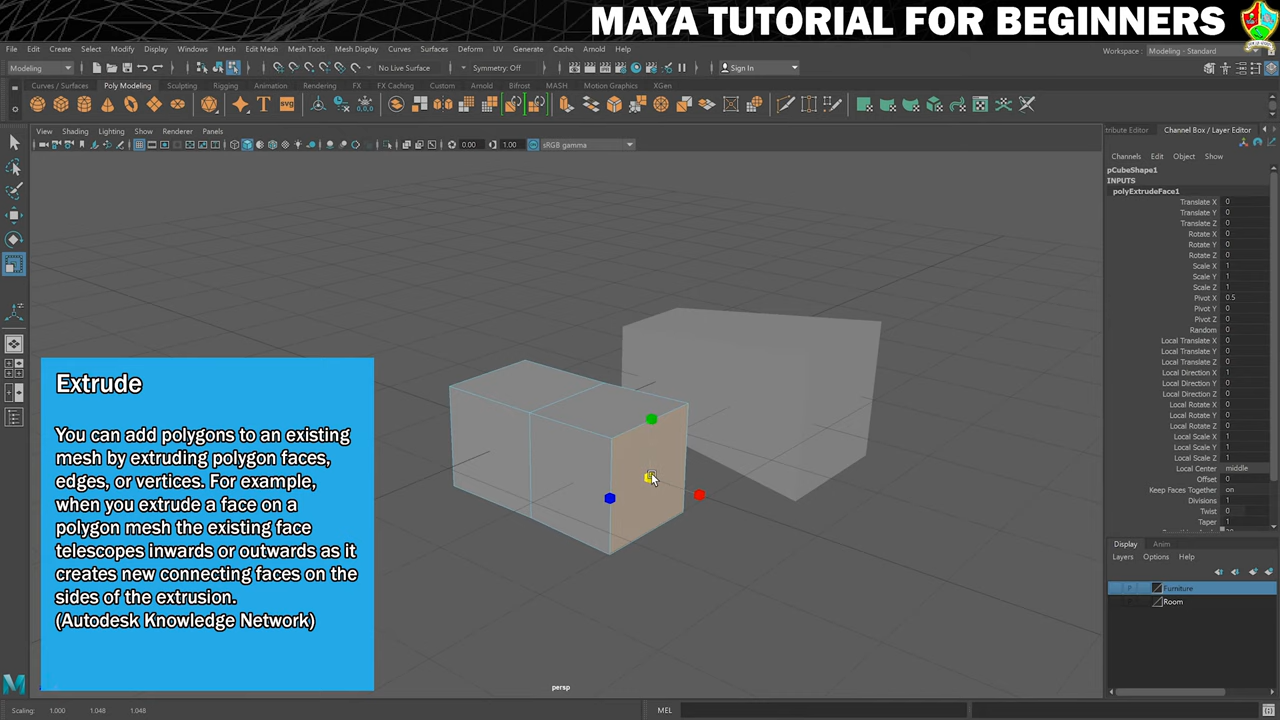 MAYA TUTORIAL FOR BEGINNERS
File Edit Create Select Modify Display Windows Mesh Edit Mesh Mesh Tools Mesh Display Curves Surfaces Deform UV Generate Cache Arnold Help
Workspace : Modeling - Standard
Modeling No Live Surface Symmetry: Off Sign In
Curves / Surfaces Poly Modeling Sculpting Rigging Animation Rendering FX FX Caching Custom Arnold Bifrost MASH Motion Graphics XGen
View Shading Lighting Show Renderer Panels
0.00 1.00 sRGB gamma
tribute Editor Channel Box / Layer Editor
Channels Edit Object Show
pCubeShape1
INPUTS
polyExtrudeFace1
Translate X 0
Translate Y 0
Translate Z 0
Rotate X 0
Rotate Y 0
Rotate Z 0
Scale X 1
Scale Y 1
Scale Z 1
Pivot X 0.5
Pivot Y 0
Pivot Z 0
Random 0
Local Translate X 0
Local Translate Y 0
Local Translate Z 0
Local Direction X 1
Local Direction Y 0
Local Direction Z 0
Local Rotate X 0
Local Rotate Y 0
Local Rotate Z 0
Local Scale X 1
Local Scale Y 1
Local Scale Z 1
Local Center middle
Offset 0
Keep Faces Together on
Divisions 1
Twist 0
Taper 1
Display Anim
Layers Options Help
P Furniture
P Room
Extrude
You can add polygons to an existing
mesh by extruding polygon faces,
edges, or vertices. For example,
when you extrude a face on a
polygon mesh the existing face
telescopes inwards or outwards as it
creates new connecting faces on the
sides of the extrusion.
(Autodesk Knowledge Network)
persp
Scaling: 1.000 1.048 1.048
MEL